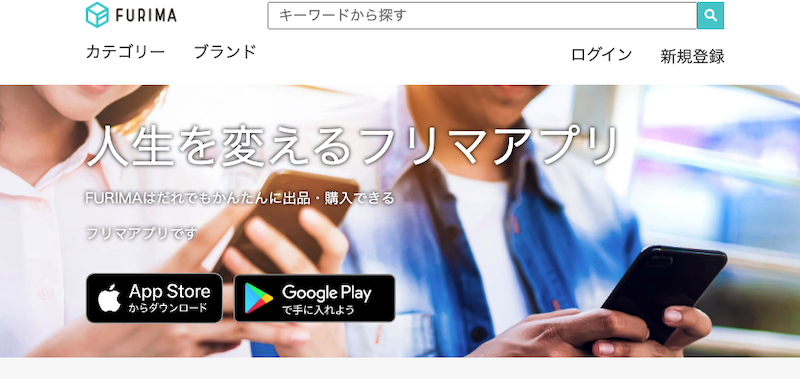 FURIMA
キーワードから探す
カテゴリー ブランド
ログイン 新規登録
人生を変えるフリマアプリ
FURIMAはだれでもかんたんに出品・購入できる
フリマアプリです
App Store
からダウンロード
Google Play
で手に入れよう